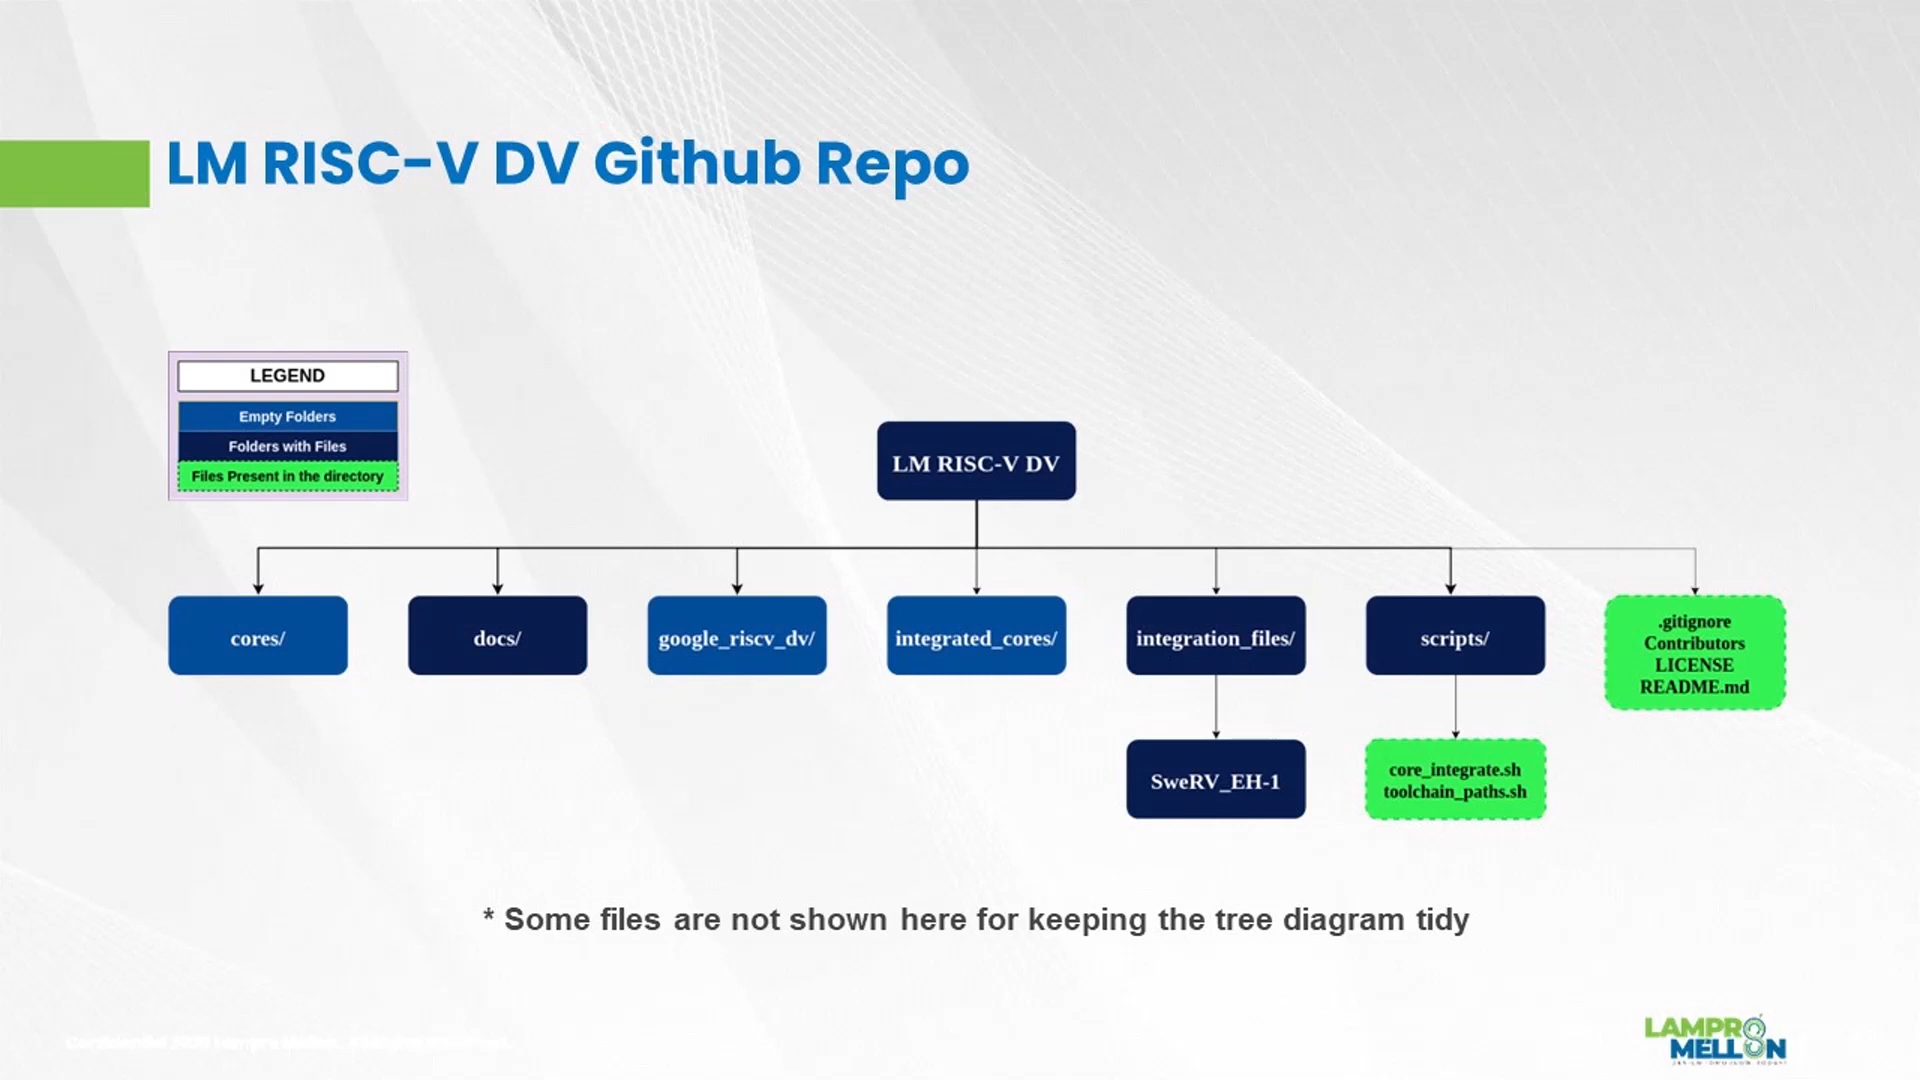 LM RISC-V DV Github Repo
LEGEND
Empty Folders
Folders with Files
Files Present in the directory
LM RISC-V DV
cores/
docs/
google_riscv_dv/
integrated_cores/
integration_files/
scripts/
.gitignore
Contributors
LICENSE
README.md
SweRV_EH-1
core_integrate.sh
toolchain_paths.sh
* Some files are not shown here for keeping the tree diagram tidy
LAMPRO
MELLON